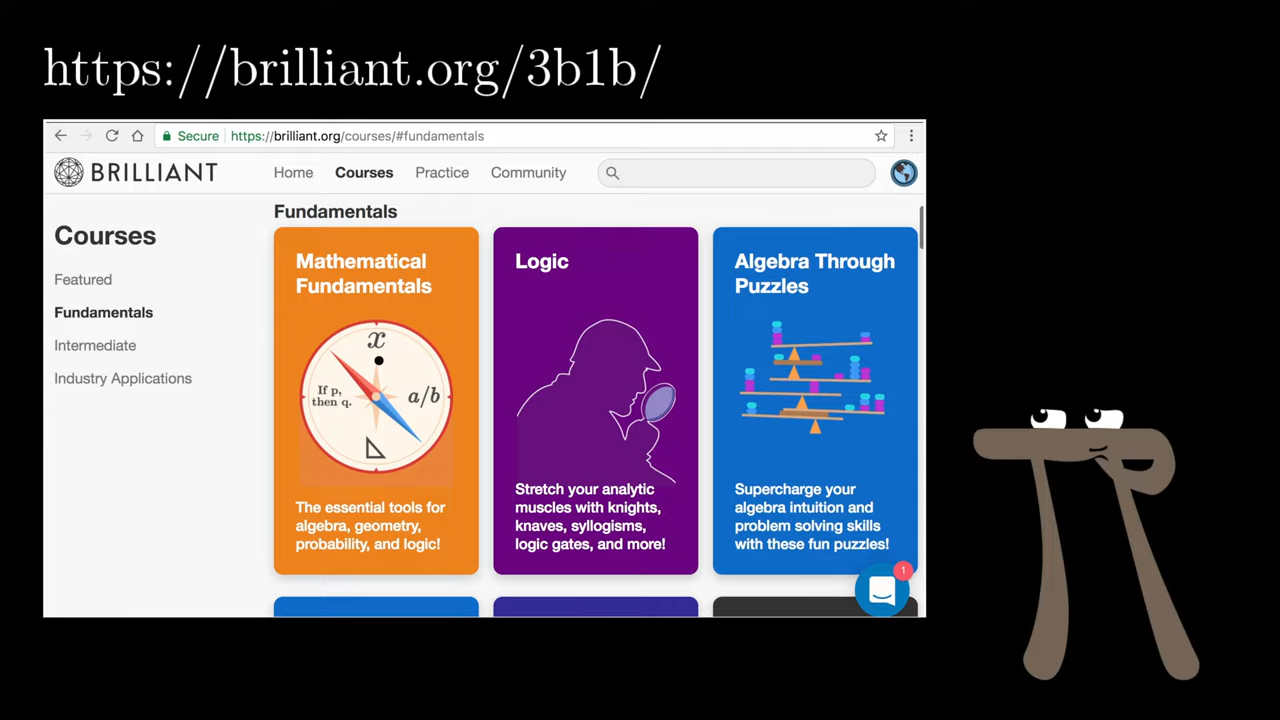 https://brilliant.org/3b1b/
Secure https://brilliant.org/courses/#fundamentals
BRILLIANT Home Courses Practice Community
Courses
Featured
Fundamentals
Intermediate
Industry Applications
Fundamentals
Mathematical
Fundamentals
x
If p,
then q.
a/b
The essential tools for
algebra, geometry,
probability, and logic!
Logic
Stretch your analytic
muscles with knights,
knaves, syllogisms,
logic gates, and more!
Algebra Through
Puzzles
Supercharge your
algebra intuition and
problem solving skills
with these fun puzzles!
1